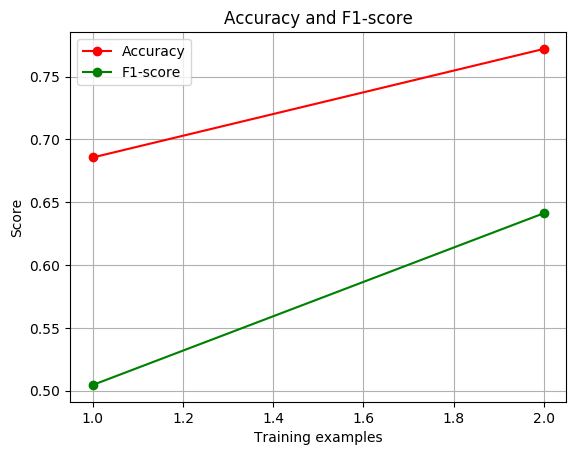 Accuracy and F1-score
Accuracy
F1-score
0.75
0.70
0.65
0.60
0.55
0.50
Score
1.0 1.2 1.4 1.6 1.8 2.0
Training examples